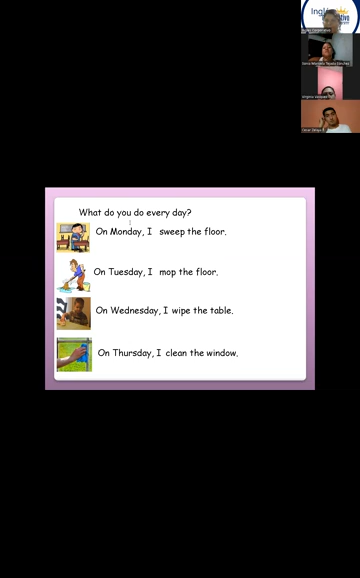 What do you do every day?
On Monday, I sweep the floor.
On Tuesday, I mop the floor.
On Wednesday, I wipe the table.
On Thursday, I clean the window.